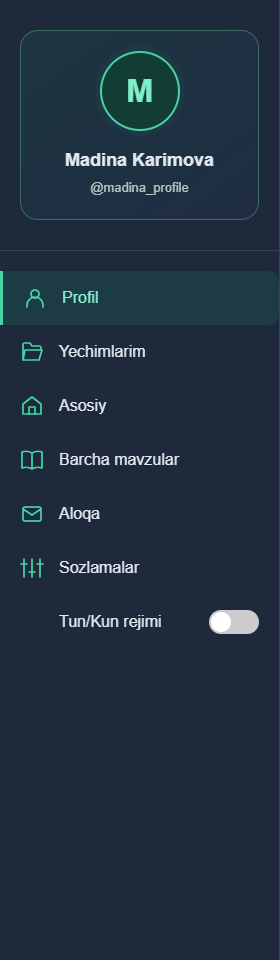 M
Madina Karimova
@madina_profile
Profil
Yechimlarim
Asosiy
Barcha mavzular
Aloqa
Sozlamalar
Tun/Kun rejimi